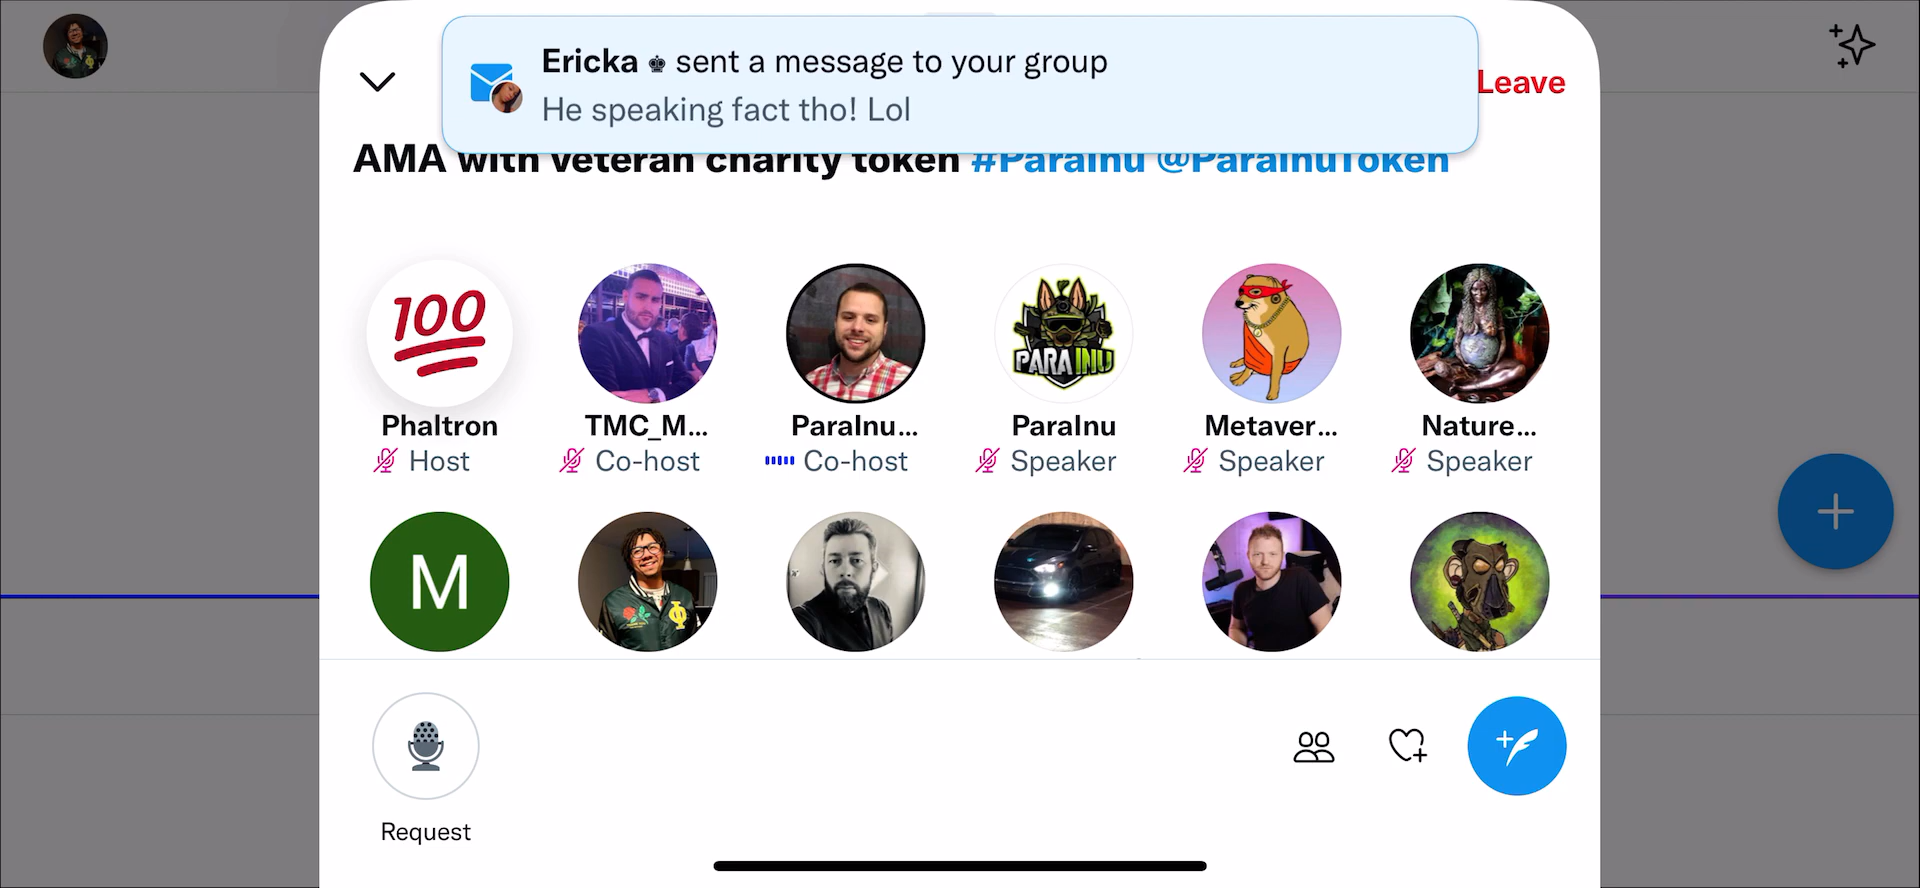 Ericka ♚ sent a message to your group
He speaking fact tho! Lol
Leave
AMA with veteran charity token #ParaInu @ParaInuToken
100
PARA INU
Phaltron
TMC_M...
ParaInu...
ParaInu
Metaver...
Nature...
Host
Co-host
Co-host
Speaker
Speaker
Speaker
M
Request